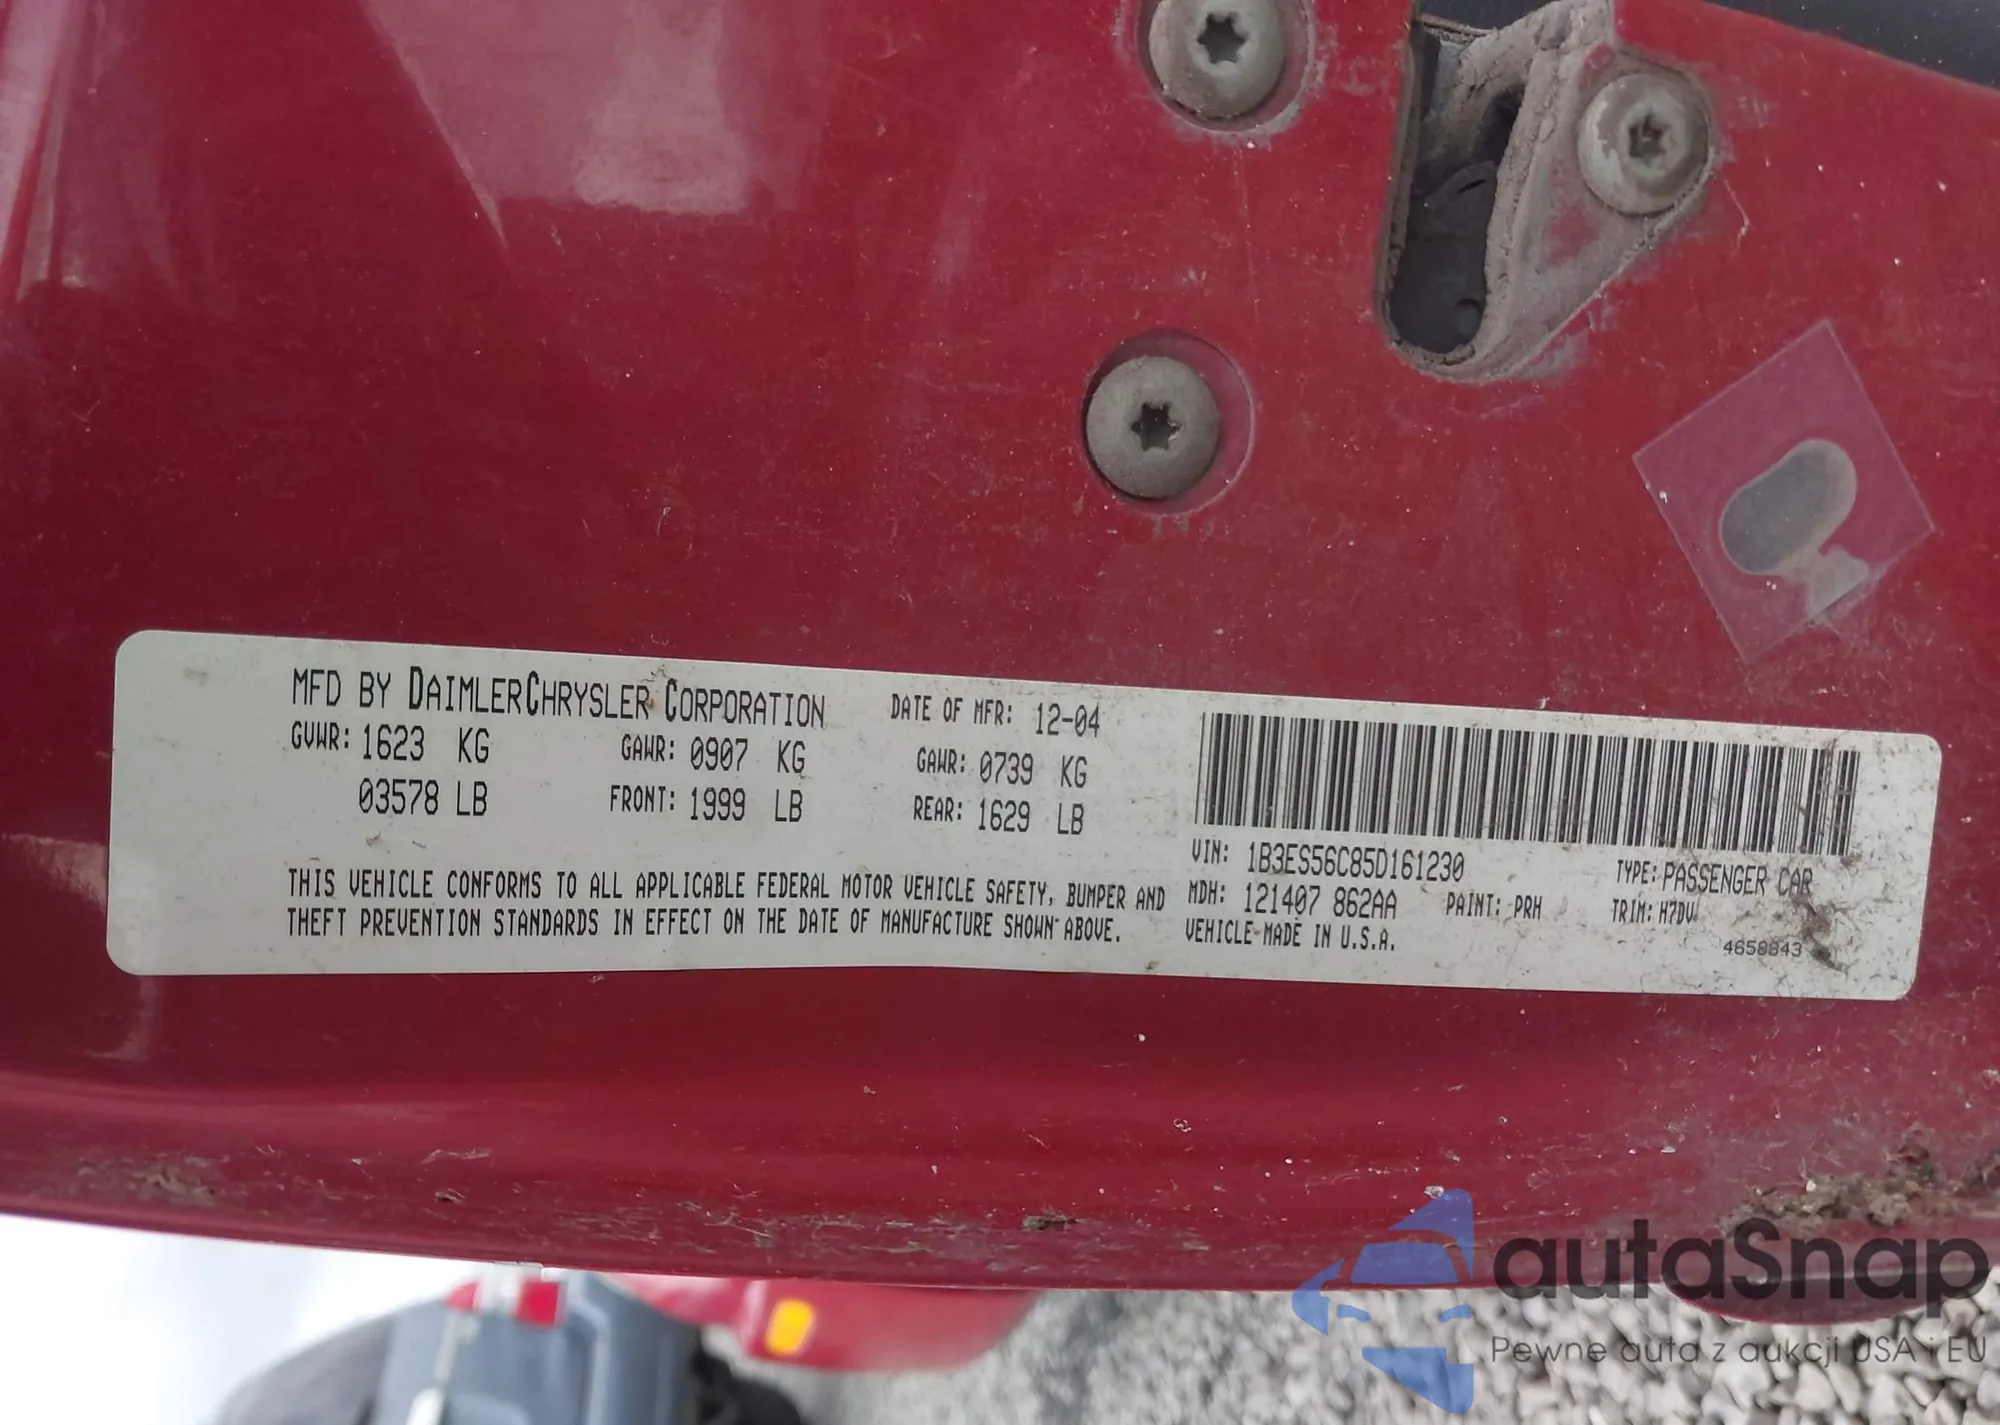 MFD BY DAIMLERCHRYSLER CORPORATION DATE OF MFR: 12-04
GVWR: 1623 KG GAWR: 0907 KG GAWR: 0739 KG
03578 LB FRONT: 1999 LB REAR: 1629 LB
THIS VEHICLE CONFORMS TO ALL APPLICABLE FEDERAL MOTOR VEHICLE SAFETY, BUMPER AND
THEFT PREVENTION STANDARDS IN EFFECT ON THE DATE OF MANUFACTURE SHOWN ABOVE.
VIN: 1B3ES56C85D161230 TYPE: PASSENGER CAR
MDH: 121407 862AA PAINT: PRH TRIM: H7DV
VEHICLE MADE IN U.S.A. 4658843
autaSnap
Pewne auta z aukcji USA i EU